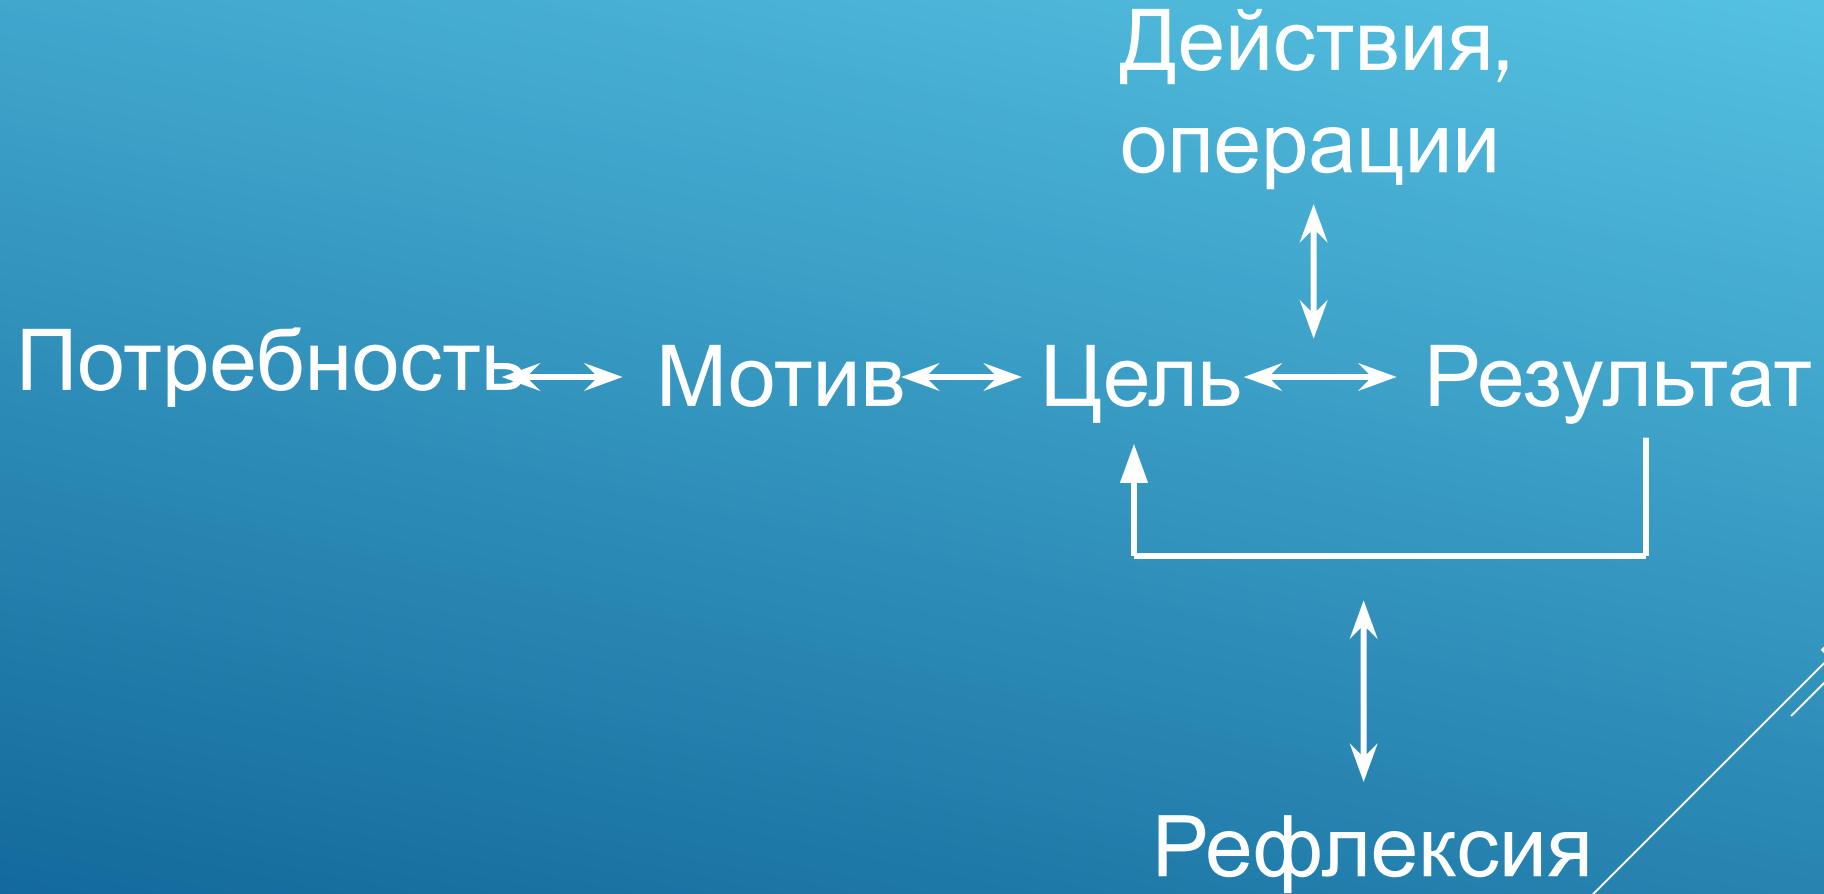 Действия,
операции
Потребность
Мотив
Цель
Результат
Рефлексия